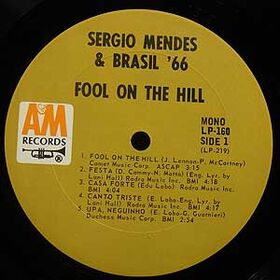 SERGIO MENDES
& BRASIL '66
FOOL ON THE HILL
MONO
LP-160
SIDE 1
(LP-219)
A&M
RECORDS
1. FOOL ON THE HILL (J. Lennon-P. McCartney)
Comet Music Corp. ASCAP 3:15
2. FESTA (D. Cammy-N. Motta) (Eng. Lyr. by
Lani Hall) Rodra Music Inc. BMI 4:18
3. CASA FORTE (Edu Lobo) Rodra Music Inc.
BMI 4:04
4. CANTO TRISTE (E. Lobo-Eng. Lyr. by
Lani Hall) Rodra Music Inc. BMI
5. UPA, NEGUINHO (E. Lobo-G. Guarnieri)
Duchess Music Corp. BMI 2:54